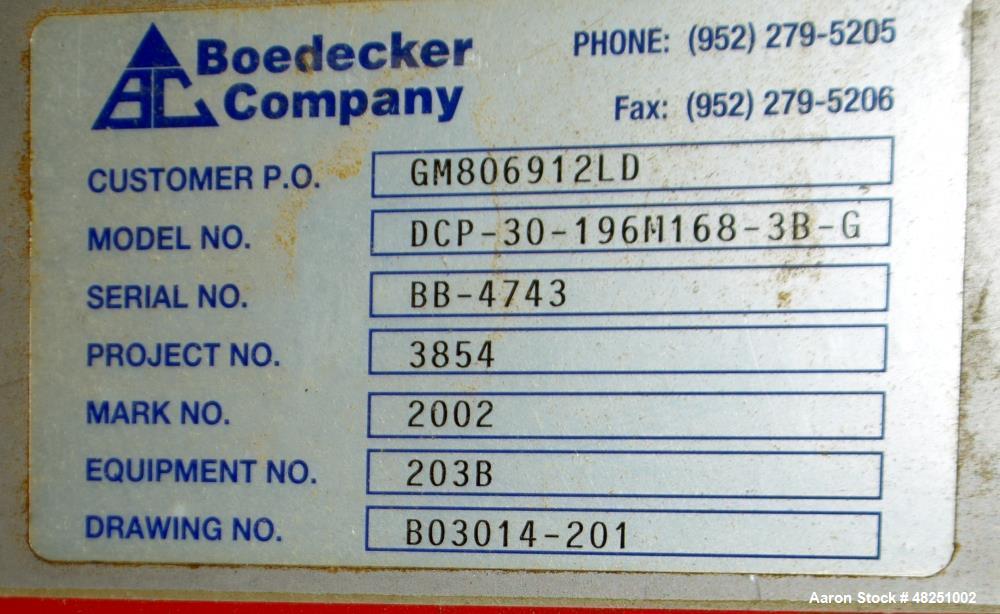 Boedecker
Company
BC
PHONE: (952) 279-5205
Fax: (952) 279-5206
CUSTOMER P.O. GM806912LD
MODEL NO. DCP-30-196M168-3B-G
SERIAL NO. BB-4743
PROJECT NO. 3854
MARK NO. 2002
EQUIPMENT NO. 203B
DRAWING NO. B03014-201
Aaron Stock # 48251002